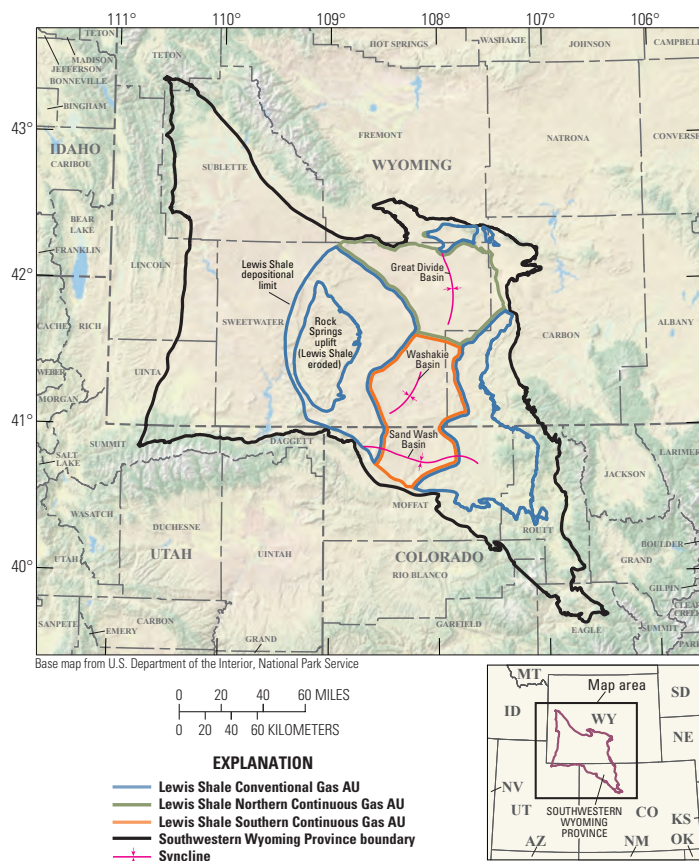 111°
110°
109°
108°
107°
106°
TETON
MADISON
JEFFERSON
BONNEVILLE
TETON
HOT SPRINGS
WASHAKIE
JOHNSON
CAMPBELL
BINGHAM
43°
IDAHO
CARIBOU
FREMONT
NATRONA
CONVERSE
WYOMING
SUBLETTE
BEAR
LAKE
FRANKLIN
42°
LINCOLN
Lewis Shale
depositional
limit
Great Divide
Basin
SWEETWATER
Rock
Springs
uplift
(Lewis Shale
eroded)
CARBON
ALBANY
CACHE
RICH
Washakie
Basin
WEBER
MORGAN
UINTA
41°
SUMMIT
DAGGETT
Sand Wash
Basin
LARIMER
SALT
LAKE
JACKSON
MOFFAT
WASATCH
DUCHESNE
ROUTT
UTAH
UTAH
UINTAH
COLORADO
BOULDER
GRAND
40°
RIO BLANCO
GILPIN
CLEAR
CREEK
SANPETE
CARBON
EMERY
GRAND
GARFIELD
EAGLE
SUMMIT
PARK
Base map from U.S. Department of the Interior, National Park Service
0 20 40 60 MILES
0 20 40 60 KILOMETERS
EXPLANATION
Lewis Shale Conventional Gas AU
Lewis Shale Northern Continuous Gas AU
Lewis Shale Southern Continuous Gas AU
Southwestern Wyoming Province boundary
Syncline
MT
Map area
SD
ID
WY
NE
NV
UT
SOUTHWESTERN
WYOMING
PROVINCE
CO
KS
AZ
NM
OK